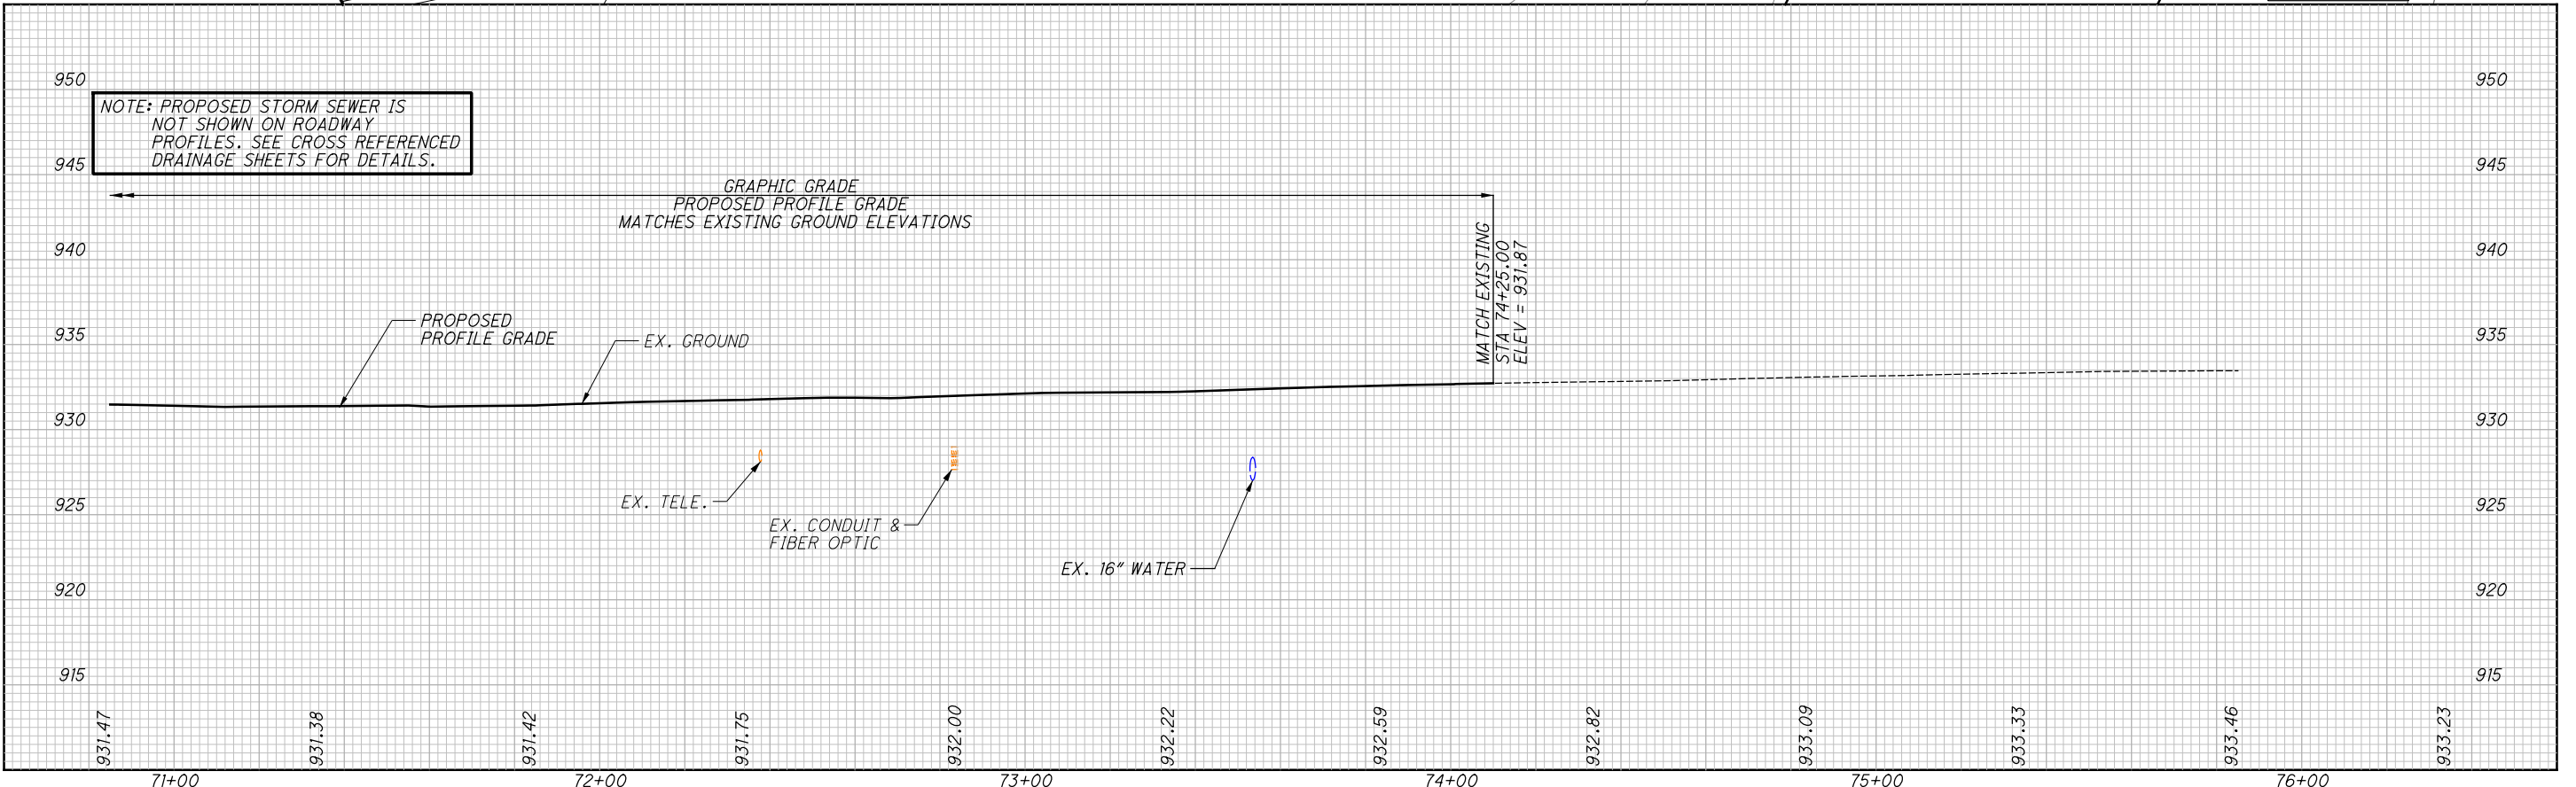 950
950
NOTE: PROPOSED STORM SEWER IS
NOT SHOWN ON ROADWAY
PROFILES. SEE CROSS REFERENCED
DRAINAGE SHEETS FOR DETAILS.
945
945
GRAPHIC GRADE
PROPOSED PROFILE GRADE
MATCHES EXISTING GROUND ELEVATIONS
940
940
MATCH EXISTING
STA 74+25.00
ELEV = 931.87
935
935
PROPOSED
PROFILE GRADE
EX. GROUND
930
930
EX. TELE.
925
925
EX. CONDUIT &
FIBER OPTIC
EX. 16" WATER
920
920
915
915
931.47
931.38
931.42
931.75
932.00
932.22
932.59
932.82
933.09
933.33
933.46
933.23
71+00
72+00
73+00
74+00
75+00
76+00